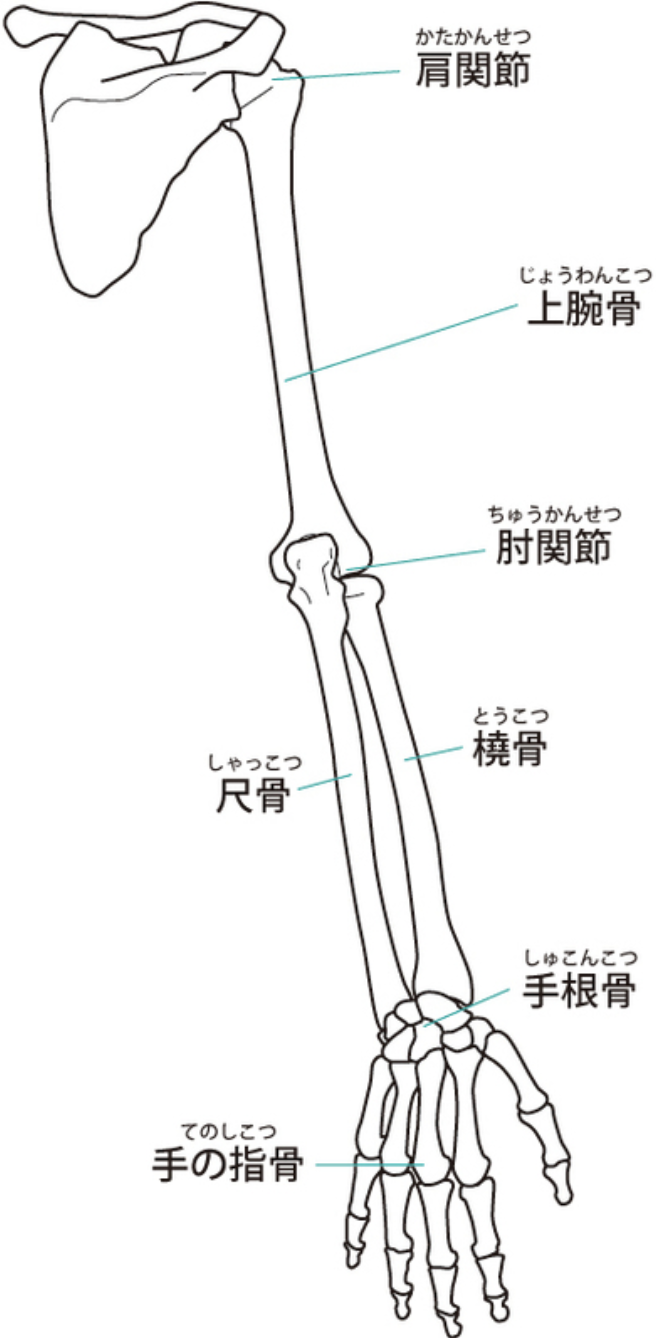 かたかんせつ
肩関節
じょうわんこつ
上腕骨
ちゅうかんせつ
肘関節
とうこつ
橈骨
しゃっこつ
尺骨
しゅこんこつ
手根骨
てのしこつ
手の指骨